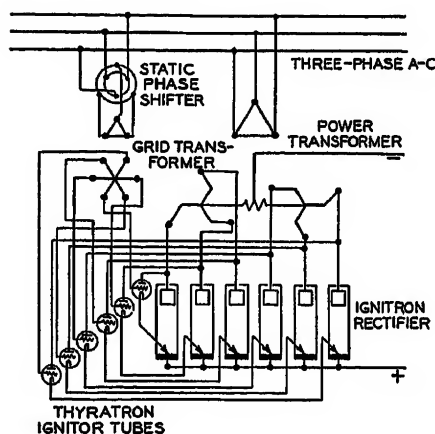 THREE-PHASE A-C
STATIC
PHASE
SHIFTER
GRID TRANS-
FORMER
POWER
TRANSFORMER
−
IGNITRON
RECTIFIER
+
THYRATRON
IGNITOR TUBES